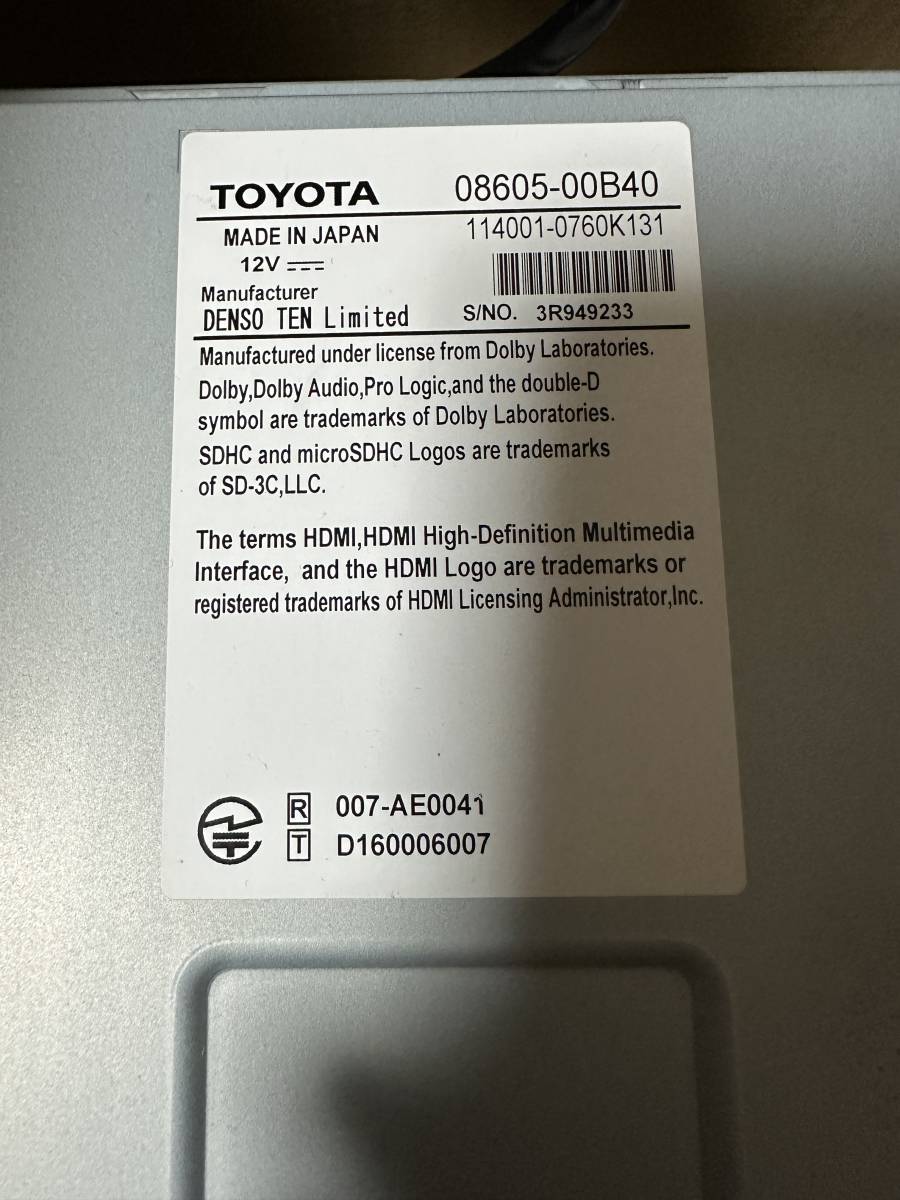 TOYOTA 08605-00B40
MADE IN JAPAN 114001-0760K131
12V
Manufacturer
DENSO TEN Limited S/NO. 3R949233
Manufactured under license from Dolby Laboratories.
Dolby,Dolby Audio,Pro Logic,and the double-D
symbol are trademarks of Dolby Laboratories.
SDHC and microSDHC Logos are trademarks
of SD-3C,LLC.
The terms HDMI,HDMI High-Definition Multimedia
Interface, and the HDMI Logo are trademarks or
registered trademarks of HDMI Licensing Administrator,Inc.
R 007-AE0041
T D160006007